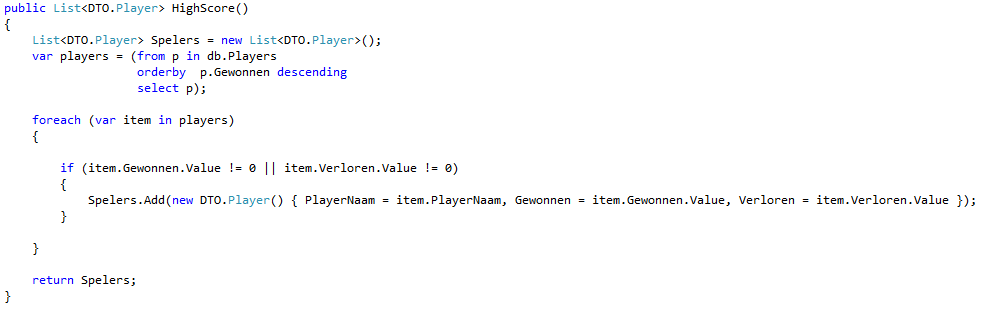 public List<DTO.Player> HighScore()
{
    List<DTO.Player> Spelers = new List<DTO.Player>();
    var players = (from p in db.Players
                   orderby  p.Gewonnen descending
                   select p);

    foreach (var item in players)
    {

        if (item.Gewonnen.Value != 0 || item.Verloren.Value != 0)
        {
            Spelers.Add(new DTO.Player() { PlayerNaam = item.PlayerNaam, Gewonnen = item.Gewonnen.Value, Verloren = item.Verloren.Value });
        }

    }

    return Spelers;
}